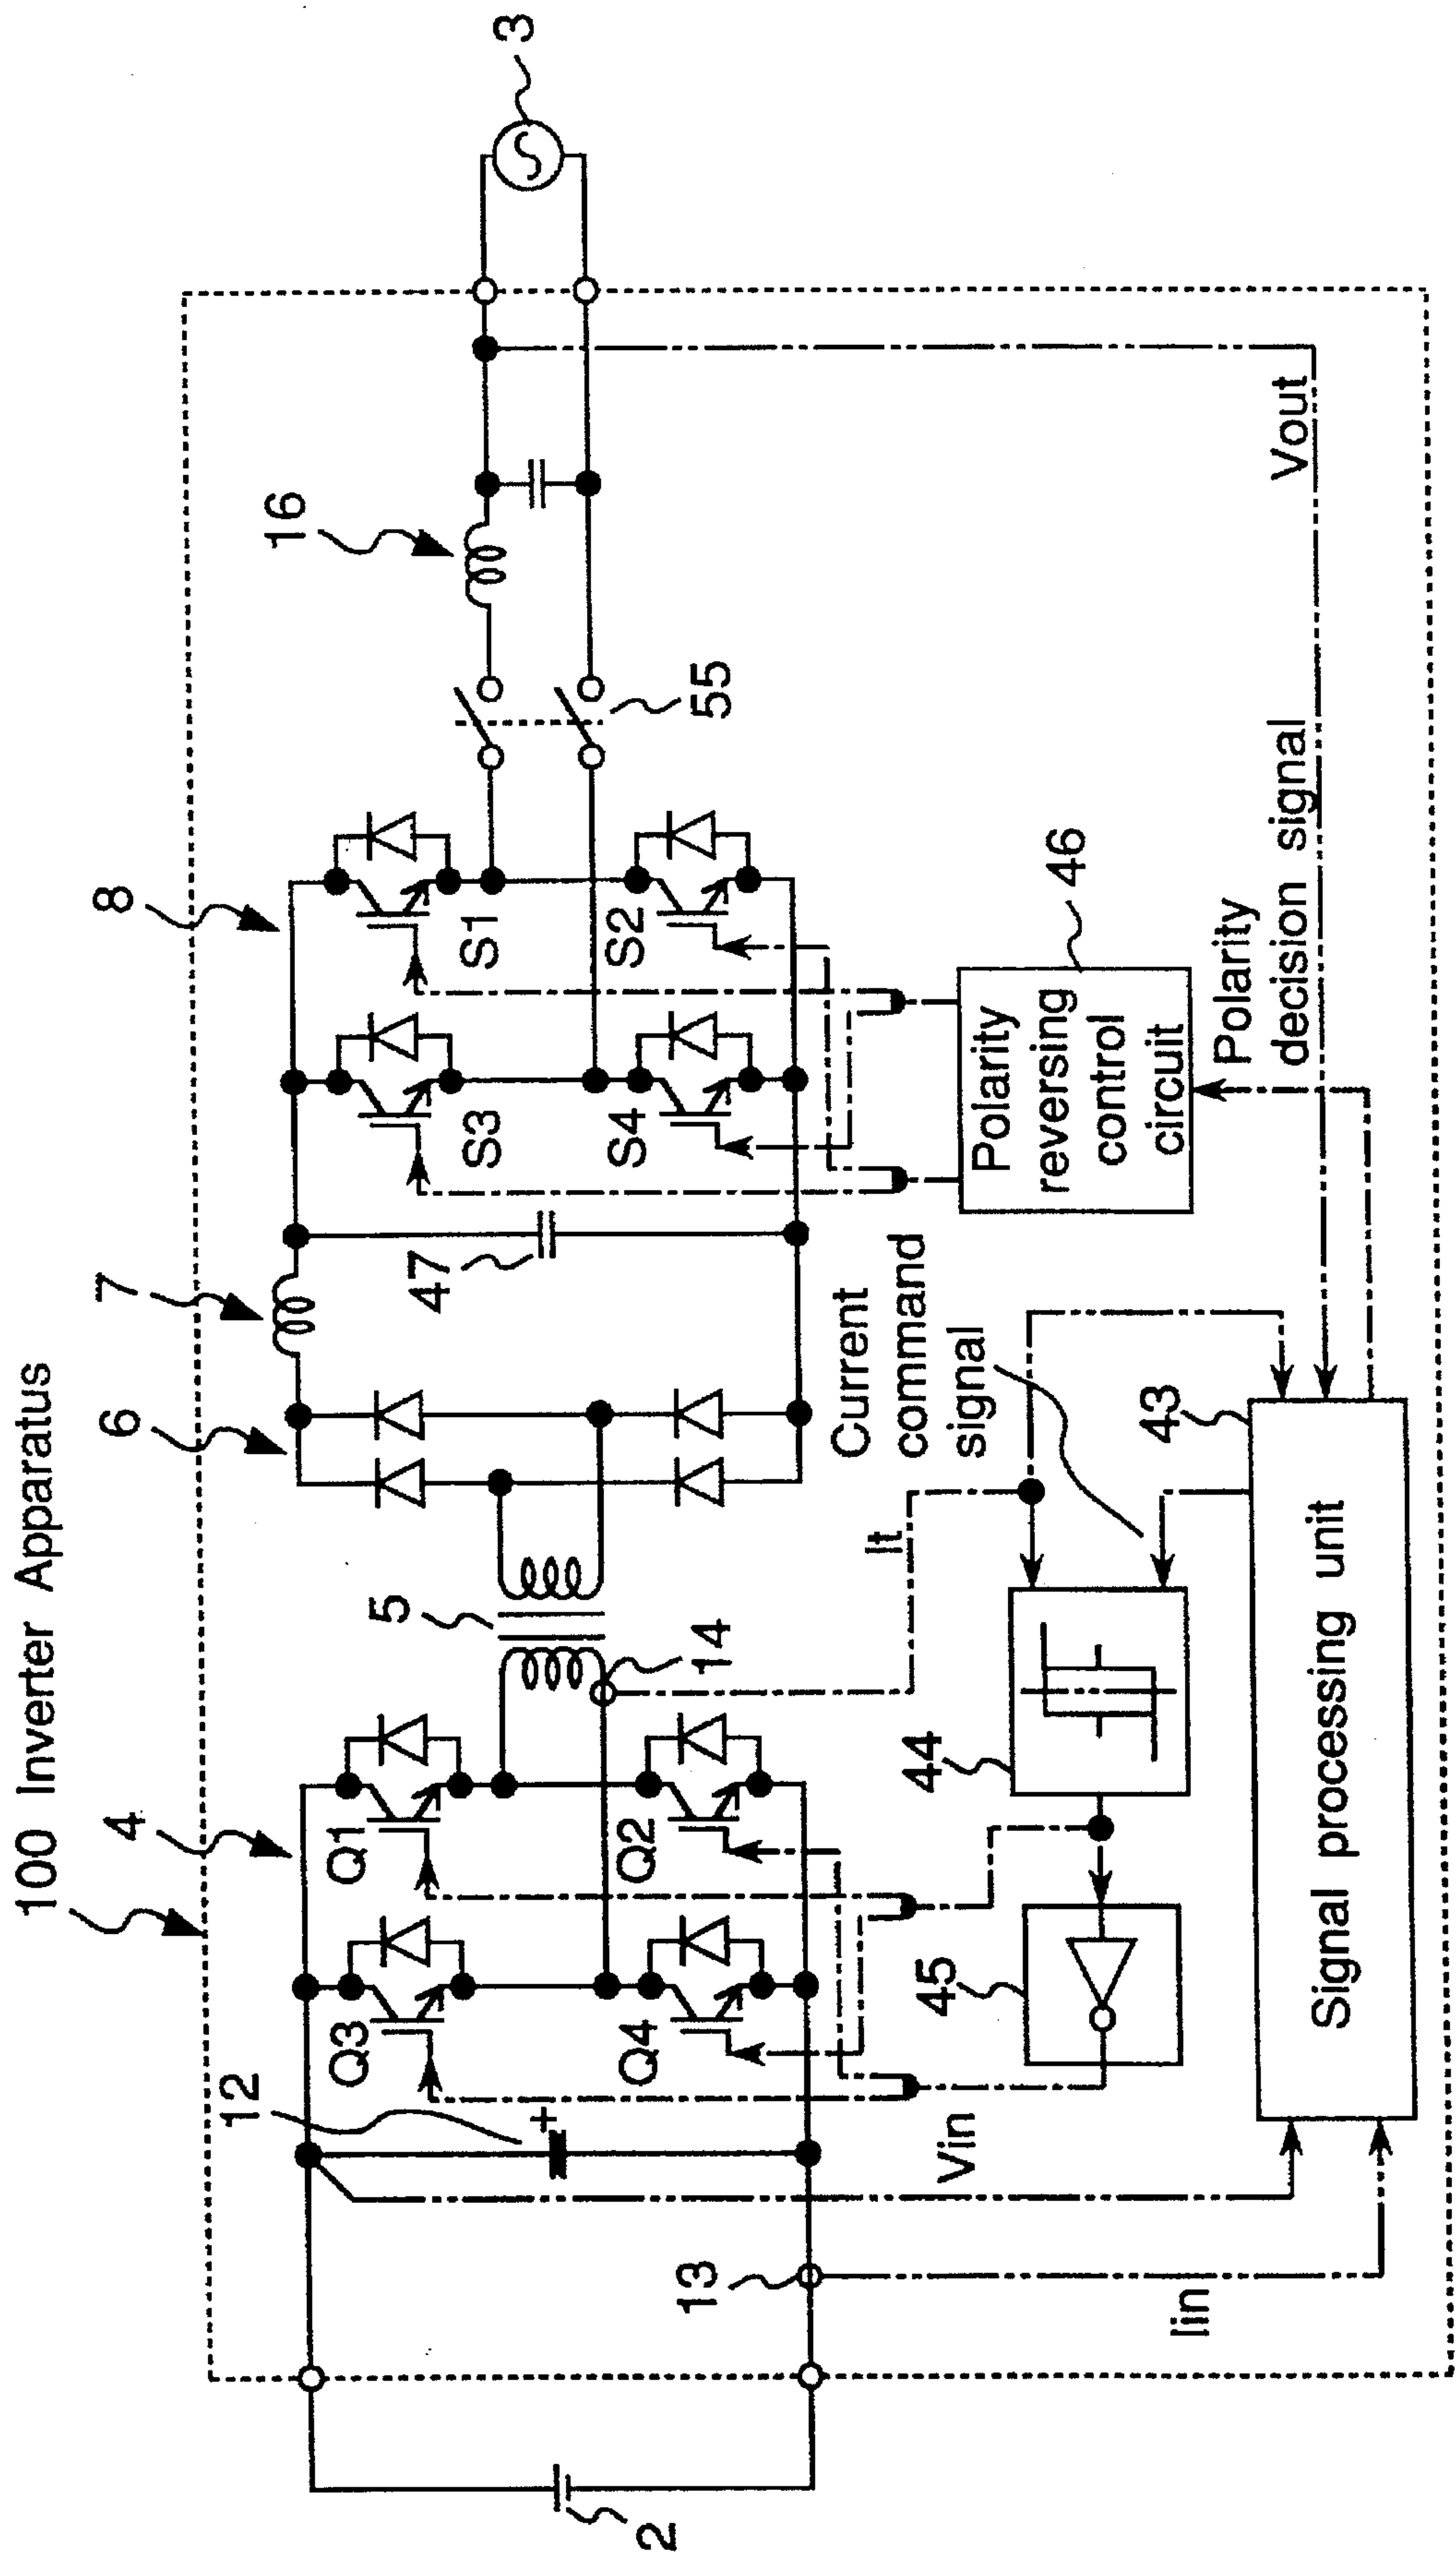 100 Inverter Apparatus
4
5
6
7
8
16
3
12
Q3
Q1
14
47
S3
S1
55
Q4
Q2
S4
S2
2
13
Iin
Vin
45
44
It
Current
command
signal
43
Polarity
reversing
control
circuit
46
Polarity
decision signal
Vout
Signal processing unit
+